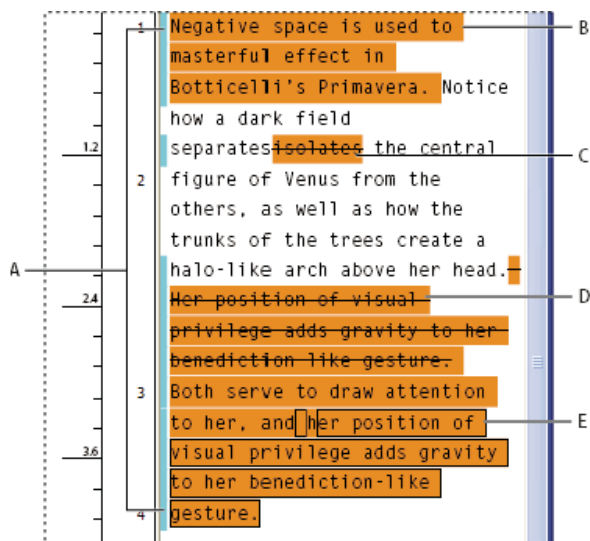 1 Negative space is used to B
masterful effect in
Botticelli's Primavera. Notice
how a dark field
1.2 separatesisolates the central C
2 figure of Venus from the
others, as well as how the
trunks of the trees create a
A halo-like arch above her head.
2.4 Her position of visual D
privilege adds gravity to her
benediction like gesture.
3 Both serve to draw attention
to her, and her position of E
3.6 visual privilege adds gravity
to her benediction-like
4 gesture.